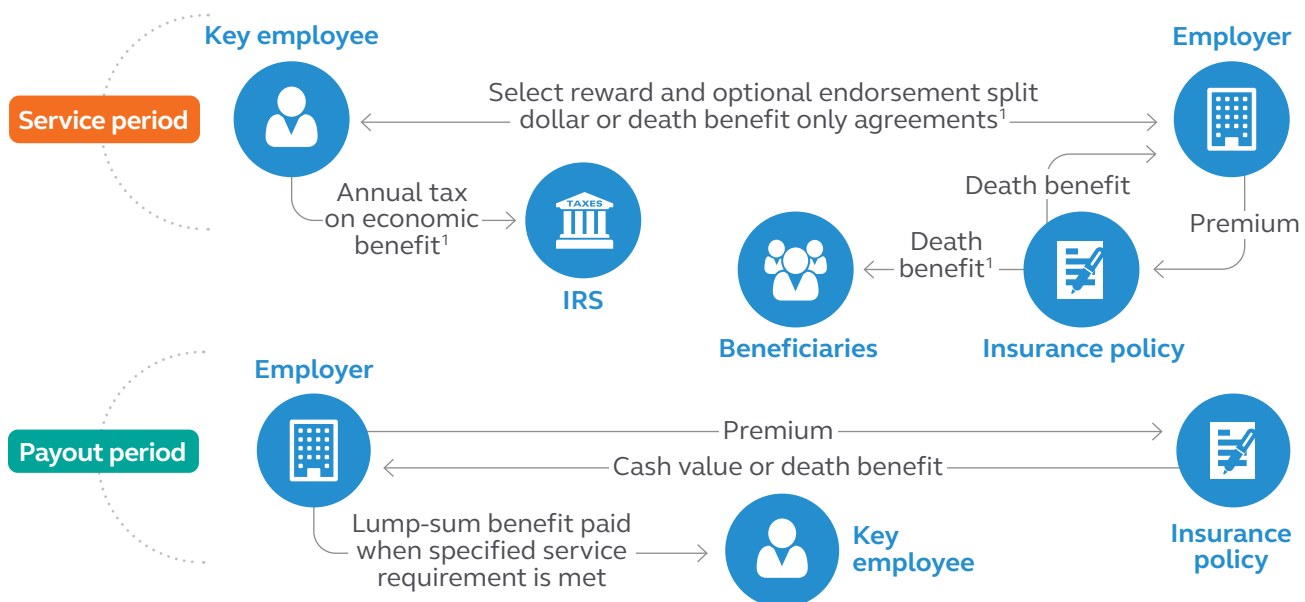 Key employee
Employer
Service period
Select reward and optional endorsement split
dollar or death benefit only agreements¹
Annual tax
on economic
benefit¹
TAXES
IRS
Death benefit
Premium
Death
benefit¹
Beneficiaries
Insurance policy
Employer
Payout period
Premium
Cash value or death benefit
Lump-sum benefit paid
when specified service
requirement is met
Key
employee
Insurance
policy